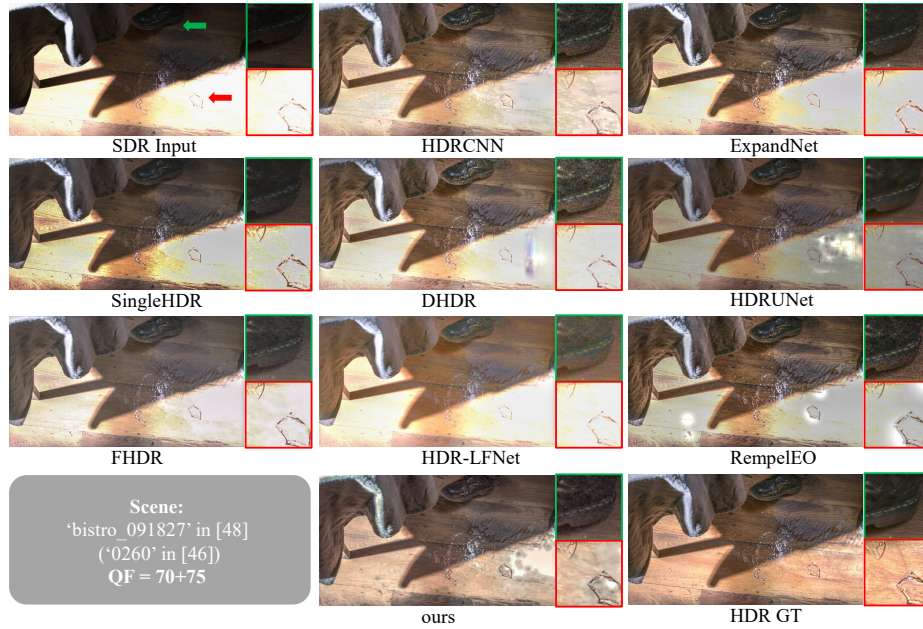 SDR Input
HDRCNN
ExpandNet
SingleHDR
DHDR
HDRUNet
FHDR
HDR-LFNet
RempelEO
Scene:
‘bistro_091827’ in [48]
(‘0260’ in [46])
QF = 70+75
ours
HDR GT